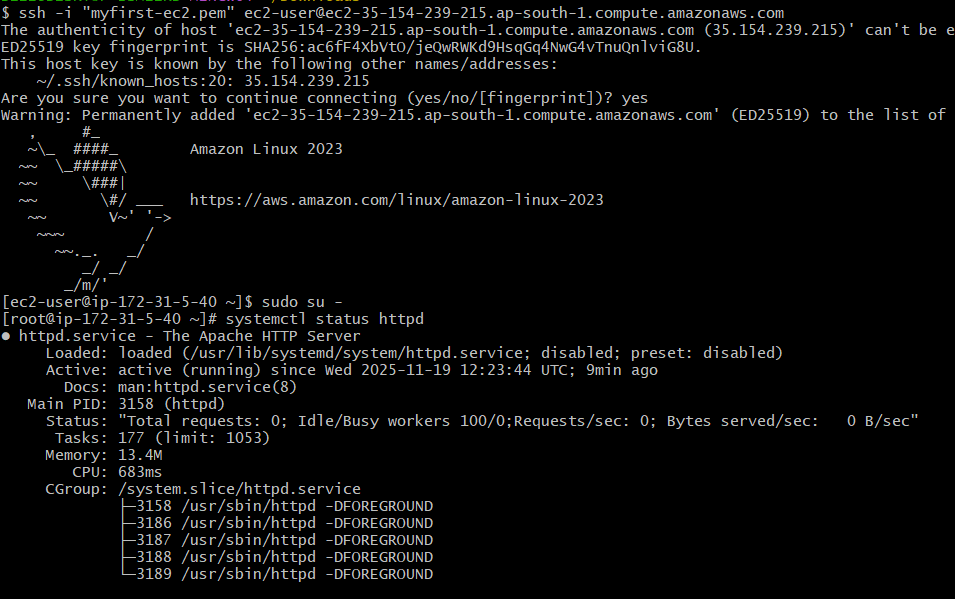 $ ssh -i "myfirst-ec2.pem" ec2-user@ec2-35-154-239-215.ap-south-1.compute.amazonaws.com
The authenticity of host 'ec2-35-154-239-215.ap-south-1.compute.amazonaws.com (35.154.239.215)' can't be e
ED25519 key fingerprint is SHA256:ac6fF4XbVtO/jeQwRWKd9HsqGq4NwG4vTnuQnlviG8U.
This host key is known by the following other names/addresses:
    ~/.ssh/known_hosts:20: 35.154.239.215
Are you sure you want to continue connecting (yes/no/[fingerprint])? yes
Warning: Permanently added 'ec2-35-154-239-215.ap-south-1.compute.amazonaws.com' (ED25519) to the list of
   ,     #_
   ~\_  ####_        Amazon Linux 2023
  ~~  \_#####\
  ~~     \###|
  ~~       \#/ ___   https://aws.amazon.com/linux/amazon-linux-2023
   ~~       V~' '->
    ~~~         /
      ~~._.   _/
         _/ _/
       _/m/'
[ec2-user@ip-172-31-5-40 ~]$ sudo su -
[root@ip-172-31-5-40 ~]# systemctl status httpd
● httpd.service - The Apache HTTP Server
     Loaded: loaded (/usr/lib/systemd/system/httpd.service; disabled; preset: disabled)
     Active: active (running) since Wed 2025-11-19 12:23:44 UTC; 9min ago
       Docs: man:httpd.service(8)
   Main PID: 3158 (httpd)
     Status: "Total requests: 0; Idle/Busy workers 100/0;Requests/sec: 0; Bytes served/sec:   0 B/sec"
      Tasks: 177 (limit: 1053)
     Memory: 13.4M
        CPU: 683ms
     CGroup: /system.slice/httpd.service
             ├─3158 /usr/sbin/httpd -DFOREGROUND
             ├─3186 /usr/sbin/httpd -DFOREGROUND
             ├─3187 /usr/sbin/httpd -DFOREGROUND
             ├─3188 /usr/sbin/httpd -DFOREGROUND
             └─3189 /usr/sbin/httpd -DFOREGROUND